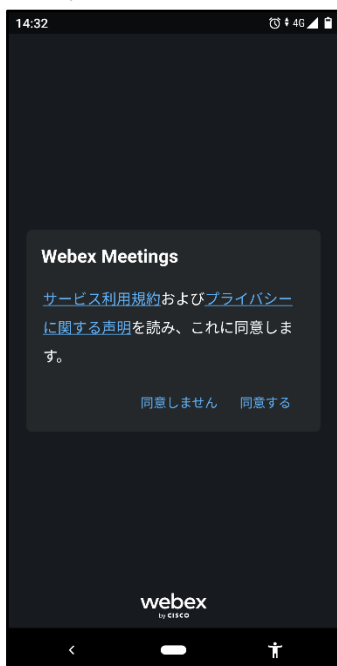 14:32
4G
Webex Meetings
サービス利用規約およびプライバシー
に関する声明を読み、これに同意しま
す。
同意しません 同意する
webex
by CISCO